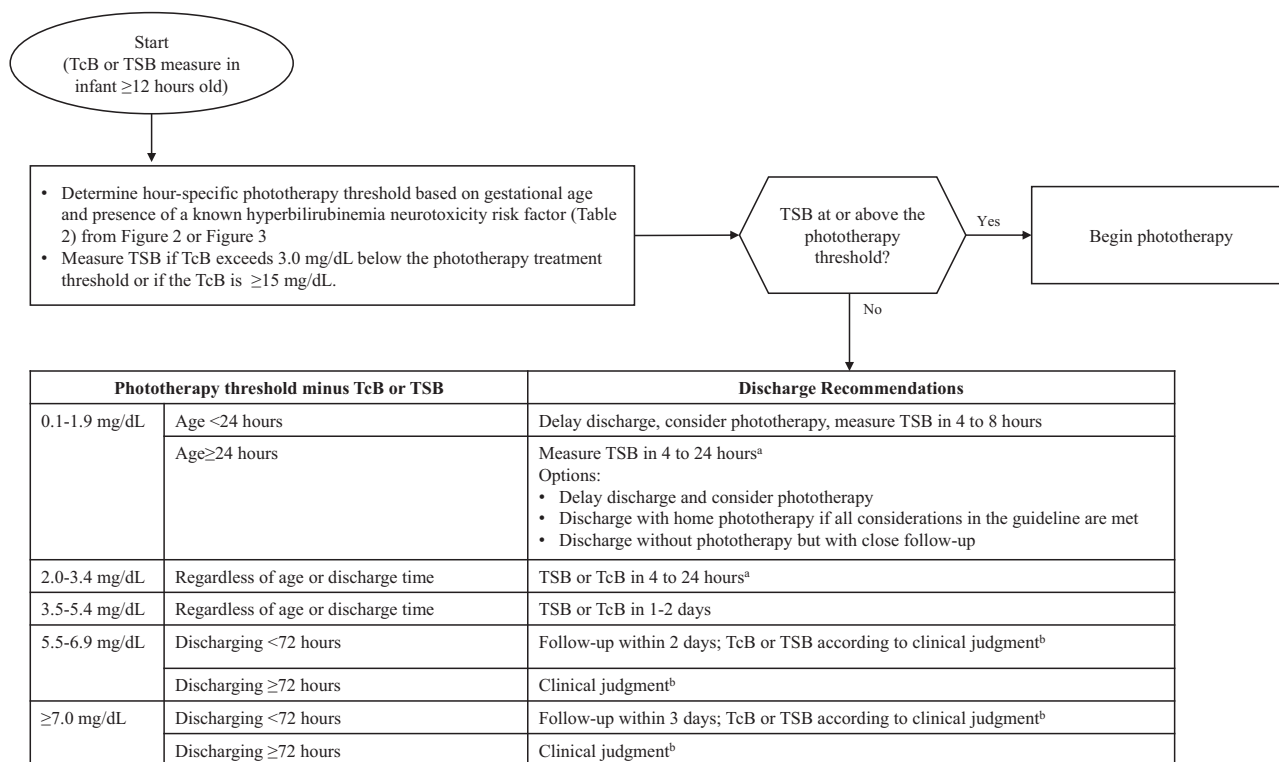 Start
(TcB or TSB measure in
infant ≥12 hours old)
• Determine hour-specific phototherapy threshold based on gestational age
and presence of a known hyperbilirubinemia neurotoxicity risk factor (Table
2) from Figure 2 or Figure 3
• Measure TSB if TcB exceeds 3.0 mg/dL below the phototherapy treatment
threshold or if the TcB is ≥15 mg/dL.
TSB at or above the
phototherapy
threshold?
Yes
Begin phototherapy
No
Phototherapy threshold minus TcB or TSB
Discharge Recommendations
0.1-1.9 mg/dL
Age <24 hours
Delay discharge, consider phototherapy, measure TSB in 4 to 8 hours
Age≥24 hours
Measure TSB in 4 to 24 hoursᵃ
Options:
• Delay discharge and consider phototherapy
• Discharge with home phototherapy if all considerations in the guideline are met
• Discharge without phototherapy but with close follow-up
2.0-3.4 mg/dL
Regardless of age or discharge time
TSB or TcB in 4 to 24 hoursᵃ
3.5-5.4 mg/dL
Regardless of age or discharge time
TSB or TcB in 1-2 days
5.5-6.9 mg/dL
Discharging <72 hours
Follow-up within 2 days; TcB or TSB according to clinical judgmentᵇ
Discharging ≥72 hours
Clinical judgmentᵇ
≥7.0 mg/dL
Discharging <72 hours
Follow-up within 3 days; TcB or TSB according to clinical judgmentᵇ
Discharging ≥72 hours
Clinical judgmentᵇ